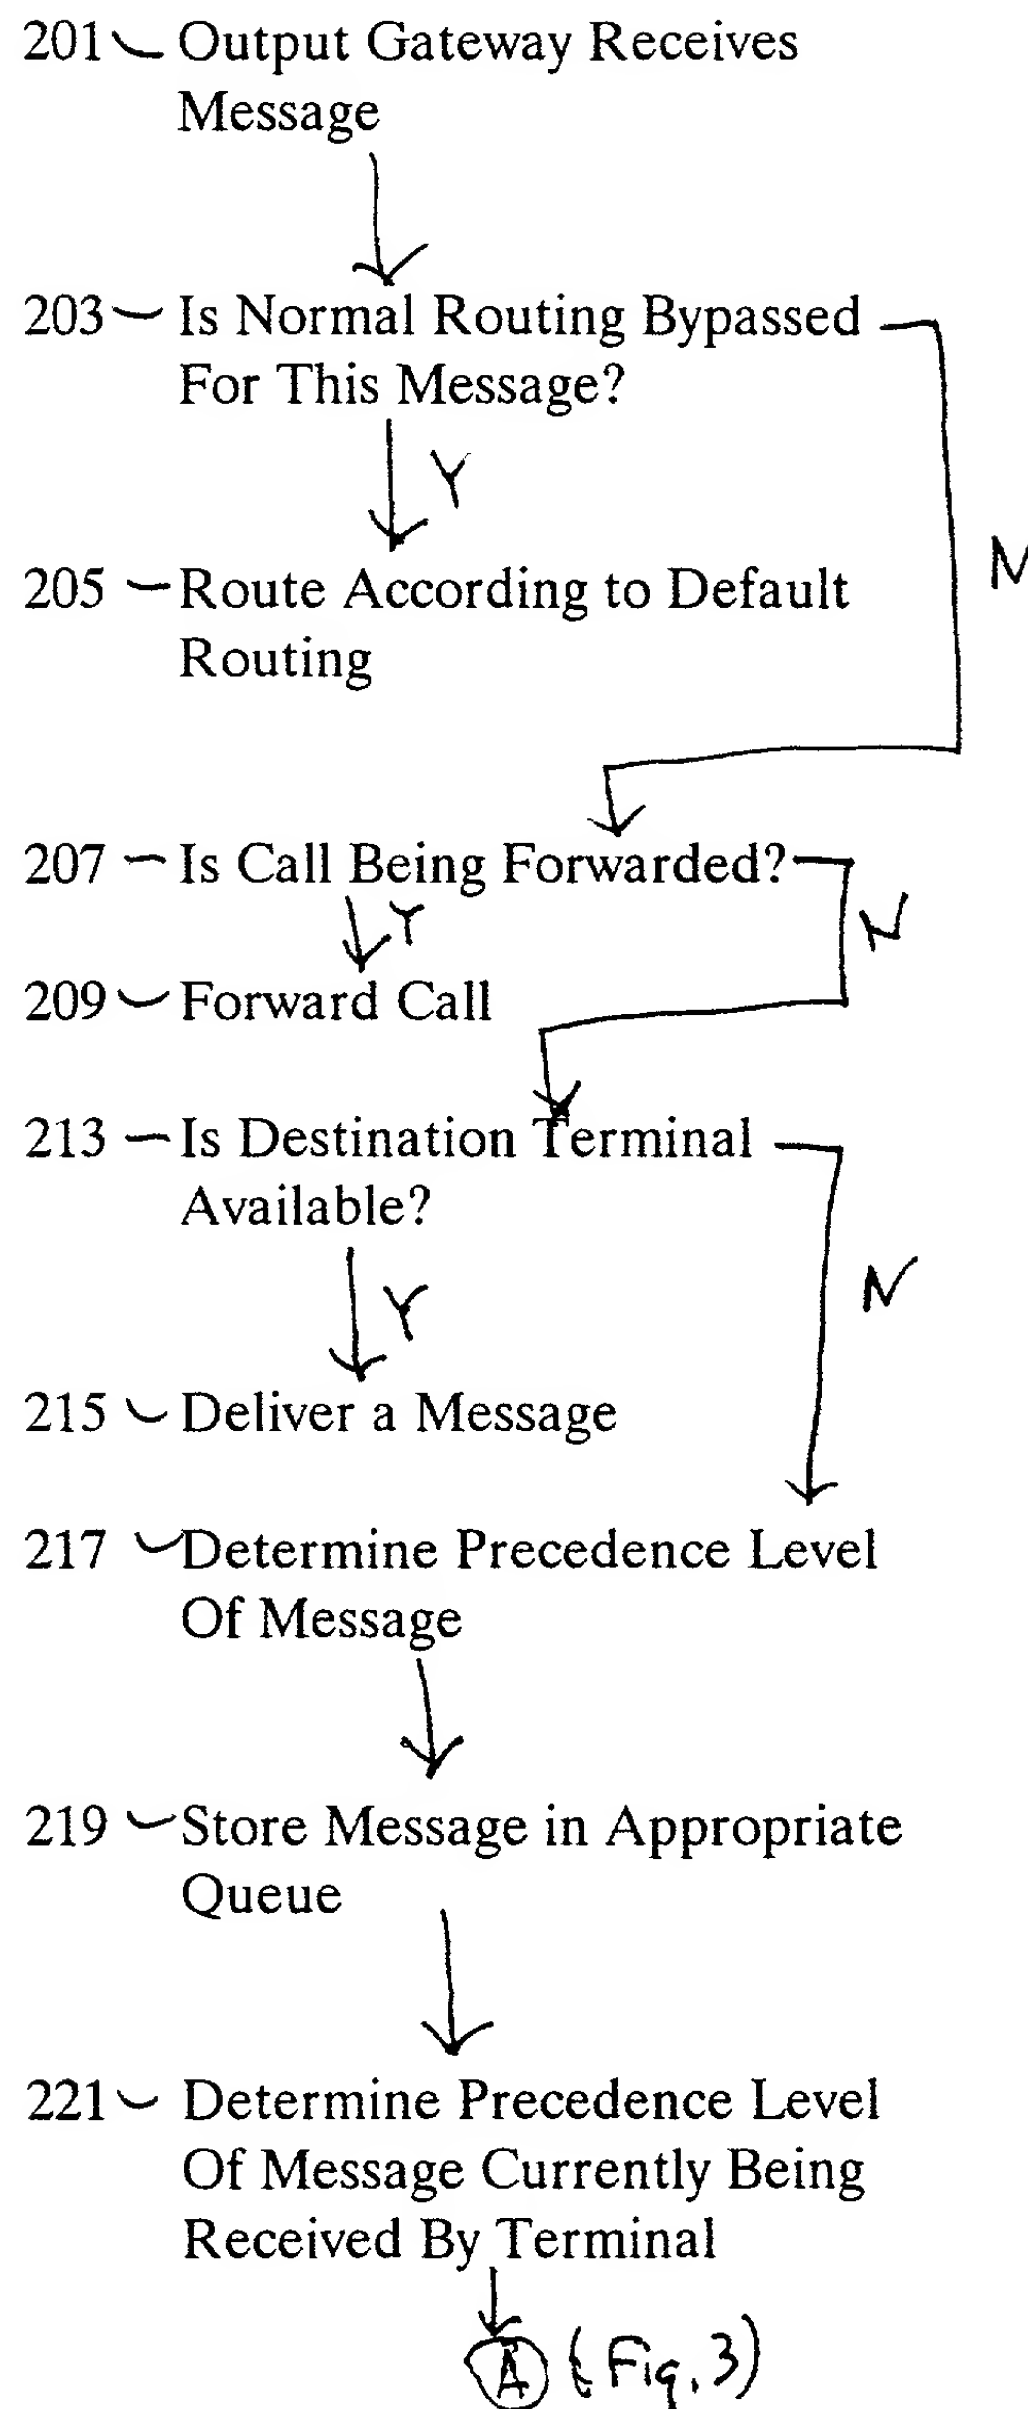 201 Output Gateway Receives
Message
203 Is Normal Routing Bypassed
For This Message?
Y
N
205 Route According to Default
Routing
207 Is Call Being Forwarded?
Y
N
209 Forward Call
213 Is Destination Terminal
Available?
Y
N
215 Deliver a Message
217 Determine Precedence Level
Of Message
219 Store Message in Appropriate
Queue
221 Determine Precedence Level
Of Message Currently Being
Received By Terminal
A (Fig. 3)